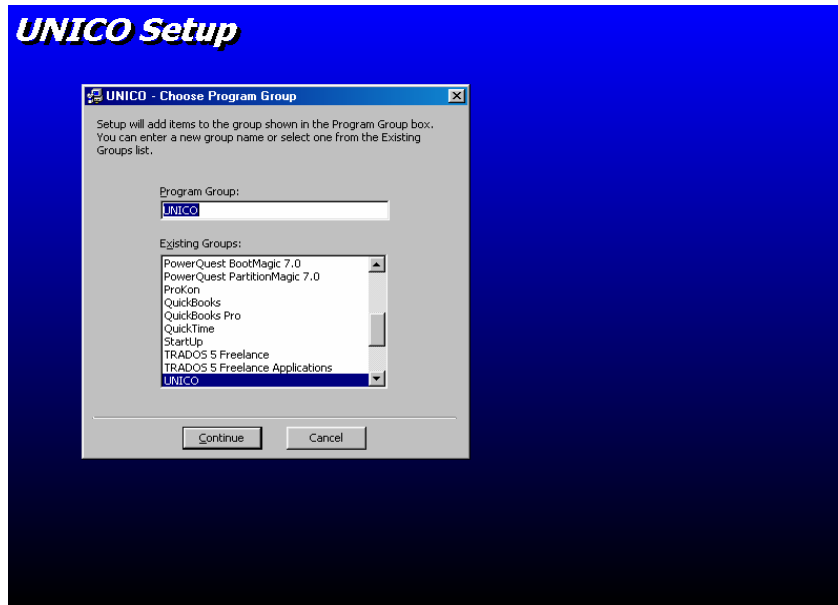 UNICO Setup
UNICO - Choose Program Group
Setup will add items to the group shown in the Program Group box.
You can enter a new group name or select one from the Existing
Groups list.
Program Group:
UNICO
Existing Groups:
PowerQuest BootMagic 7.0
PowerQuest PartitionMagic 7.0
ProKon
QuickBooks
QuickBooks Pro
QuickTime
StartUp
TRADOS 5 Freelance
TRADOS 5 Freelance Applications
UNICO
Continue Cancel